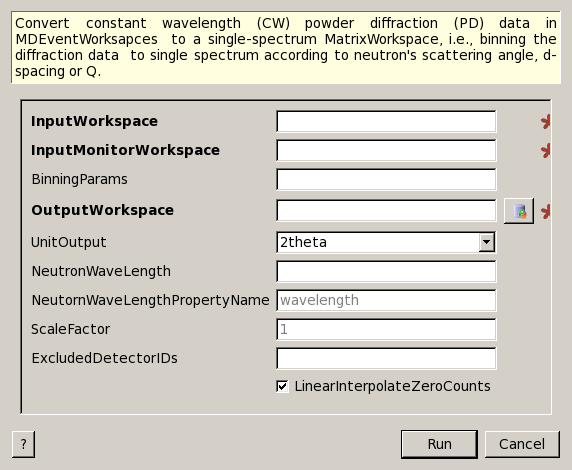 Convert constant wavelength (CW) powder diffraction (PD) data in
MDEventWorksapces to a single-spectrum MatrixWorkspace, i.e., binning the
diffraction data to single spectrum according to neutron's scattering angle, d-
spacing or Q.
InputWorkspace
InputMonitorWorkspace
BinningParams
OutputWorkspace
UnitOutput 2theta
NeutronWaveLength
NeutornWaveLengthPropertyName wavelength
ScaleFactor 1
ExcludedDetectorIDs
LinearInterpolateZeroCounts
? Run Cancel